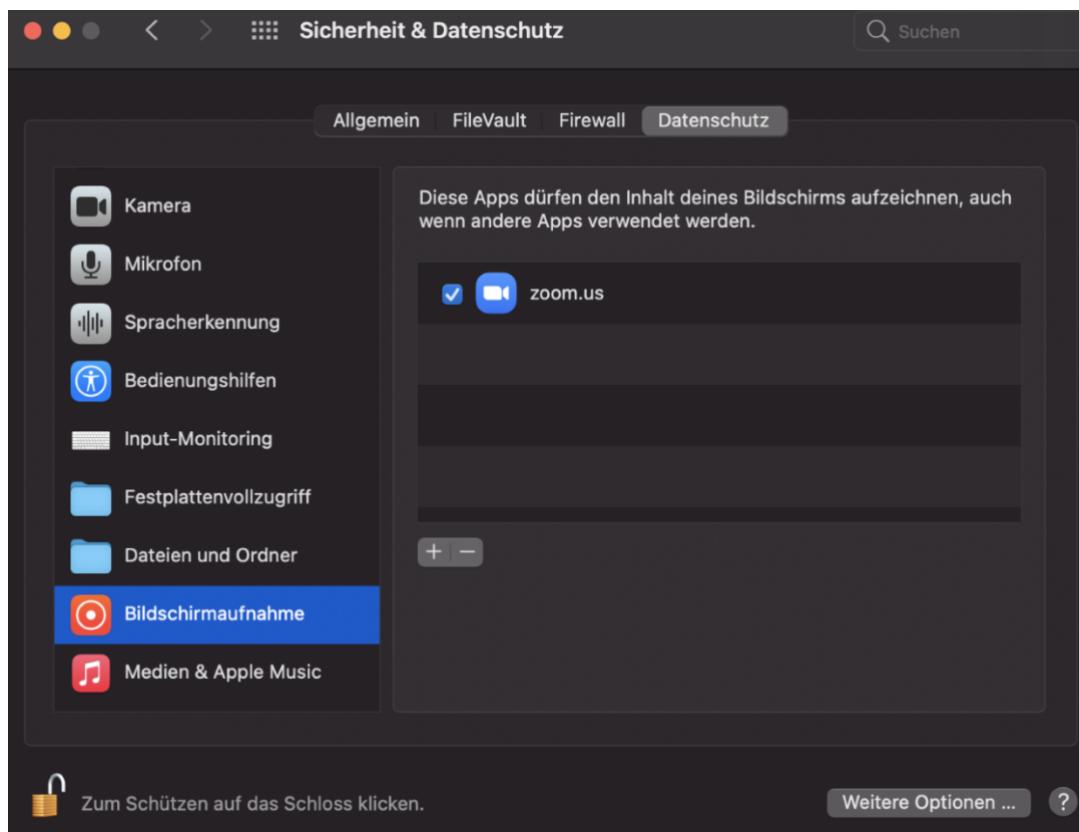 Sicherheit & Datenschutz
Suchen
Allgemein
FileVault
Firewall
Datenschutz
Kamera
Mikrofon
Spracherkennung
Bedienungshilfen
Input-Monitoring
Festplattenvollzugriff
Dateien und Ordner
Bildschirmaufnahme
Medien & Apple Music
Diese Apps dürfen den Inhalt deines Bildschirms aufzeichnen, auch
wenn andere Apps verwendet werden.
zoom.us
+ −
Zum Schützen auf das Schloss klicken.
Weitere Optionen ...
?